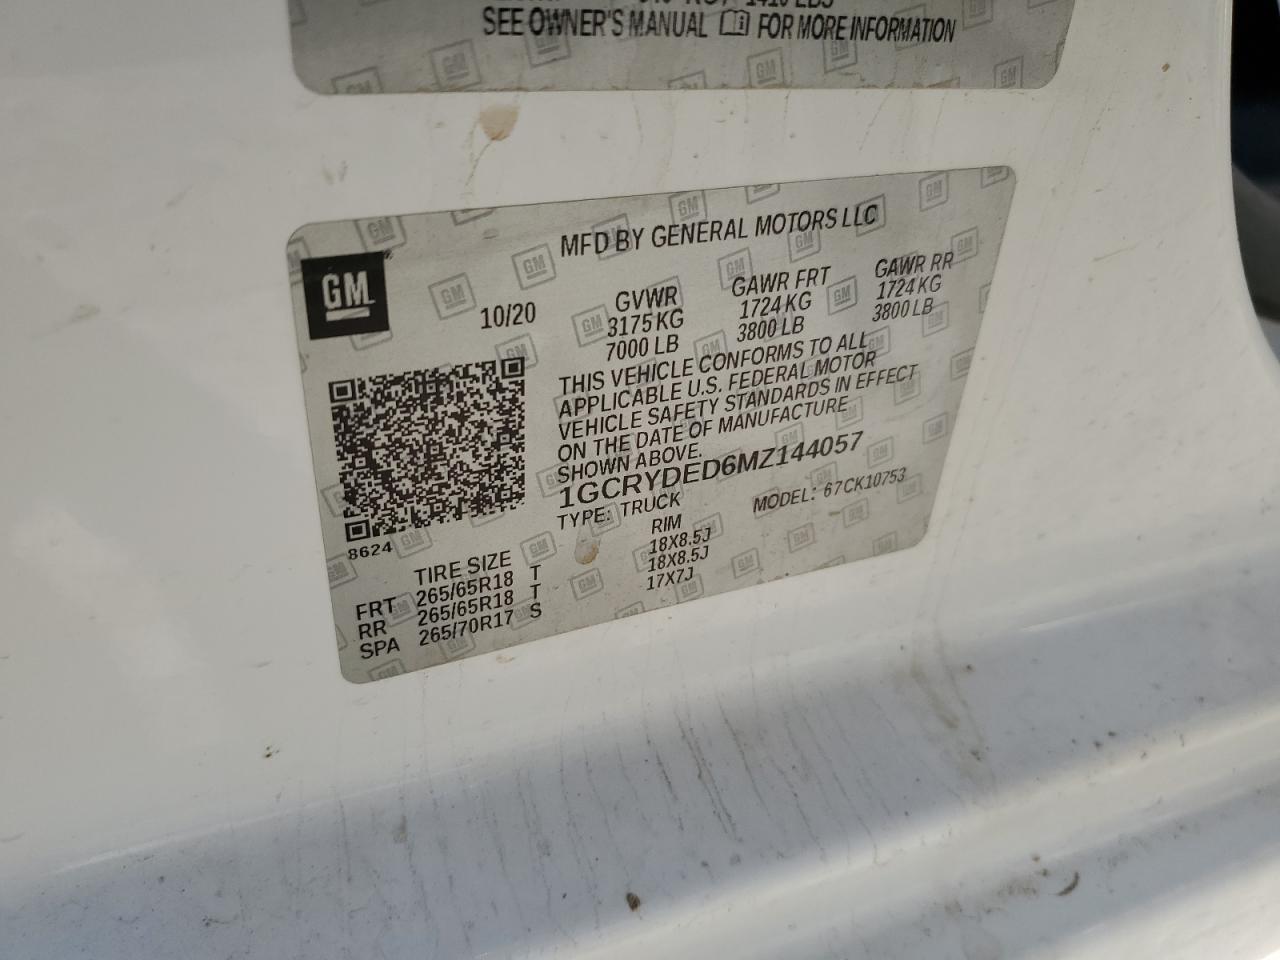 SEE OWNER'S MANUAL FOR MORE INFORMATION
MFD BY GENERAL MOTORS LLC
GM
10/20
GVWR GAWR FRT GAWR RR
3175 KG 1724 KG 1724 KG
7000 LB 3800 LB 3800 LB
THIS VEHICLE CONFORMS TO ALL
APPLICABLE U.S. FEDERAL MOTOR
VEHICLE SAFETY STANDARDS IN EFFECT
ON THE DATE OF MANUFACTURE
SHOWN ABOVE.
1GCRYDED6MZ144057
TYPE: TRUCK MODEL: 67CK10753
8624
TIRE SIZE RIM
FRT 265/65R18 T 18X8.5J
RR 265/65R18 T 18X8.5J
SPA 265/70R17 S 17X7J